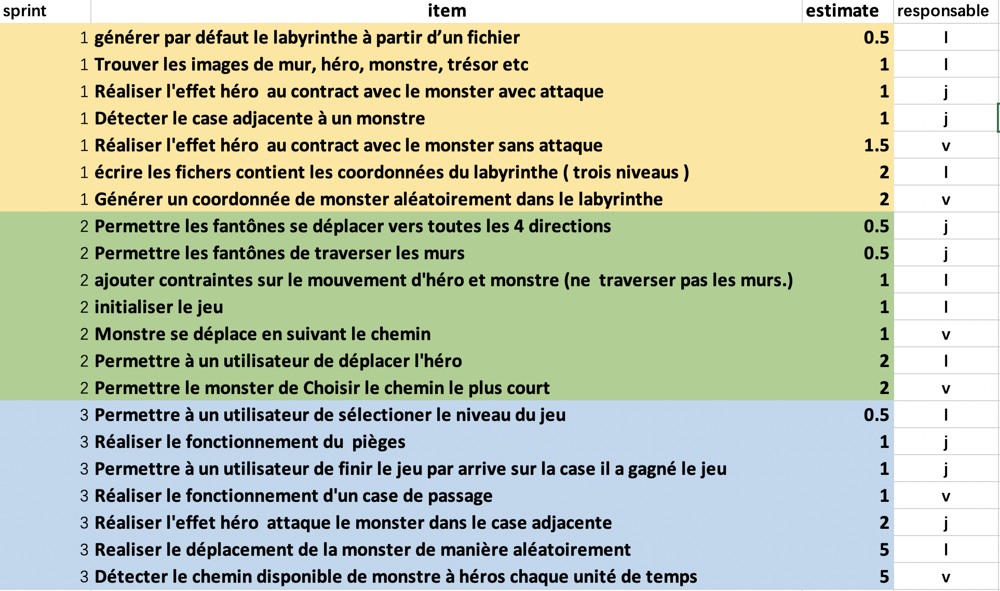 sprint item estimate responsable
1 générer par défaut le labyrinthe à partir d’un fichier 0.5 l
1 Trouver les images de mur, héro, monstre, trésor etc 1 l
1 Réaliser l'effet héro  au contract avec le monster avec attaque 1 j
1 Détecter le case adjacente à un monstre 1 j
1 Réaliser l'effet héro  au contract avec le monster sans attaque 1.5 v
1 écrire les fichers contient les coordonnées du labyrinthe ( trois niveaus ) 2 l
1 Générer un coordonnée de monster aléatoirement dans le labyrinthe 2 v
2 Permettre les fantônes se déplacer vers toutes les 4 directions 0.5 j
2 Permettre les fantônes de traverser les murs 0.5 j
2 ajouter contraintes sur le mouvement d'héro et monstre (ne  traverser pas les murs.) 1 l
2 initialiser le jeu 1 l
2 Monstre se déplace en suivant le chemin 1 v
2 Permettre à un utilisateur de déplacer l'héro 2 l
2 Permettre le monster de Choisir le chemin le plus court 2 v
3 Permettre à un utilisateur de sélectioner le niveau du jeu 0.5 l
3 Réaliser le fonctionnement du  pièges 1 j
3 Permettre à un utilisateur de finir le jeu par arrive sur la case il a gagné le jeu 1 j
3 Réaliser le fonctionnement d'un case de passage 1 v
3 Réaliser l'effet héro  attaque le monster dans le case adjacente 2 j
3 Realiser le déplacement de la monster de manière aléatoirement 5 l
3 Détecter le chemin disponible de monstre à héros chaque unité de temps 5 v